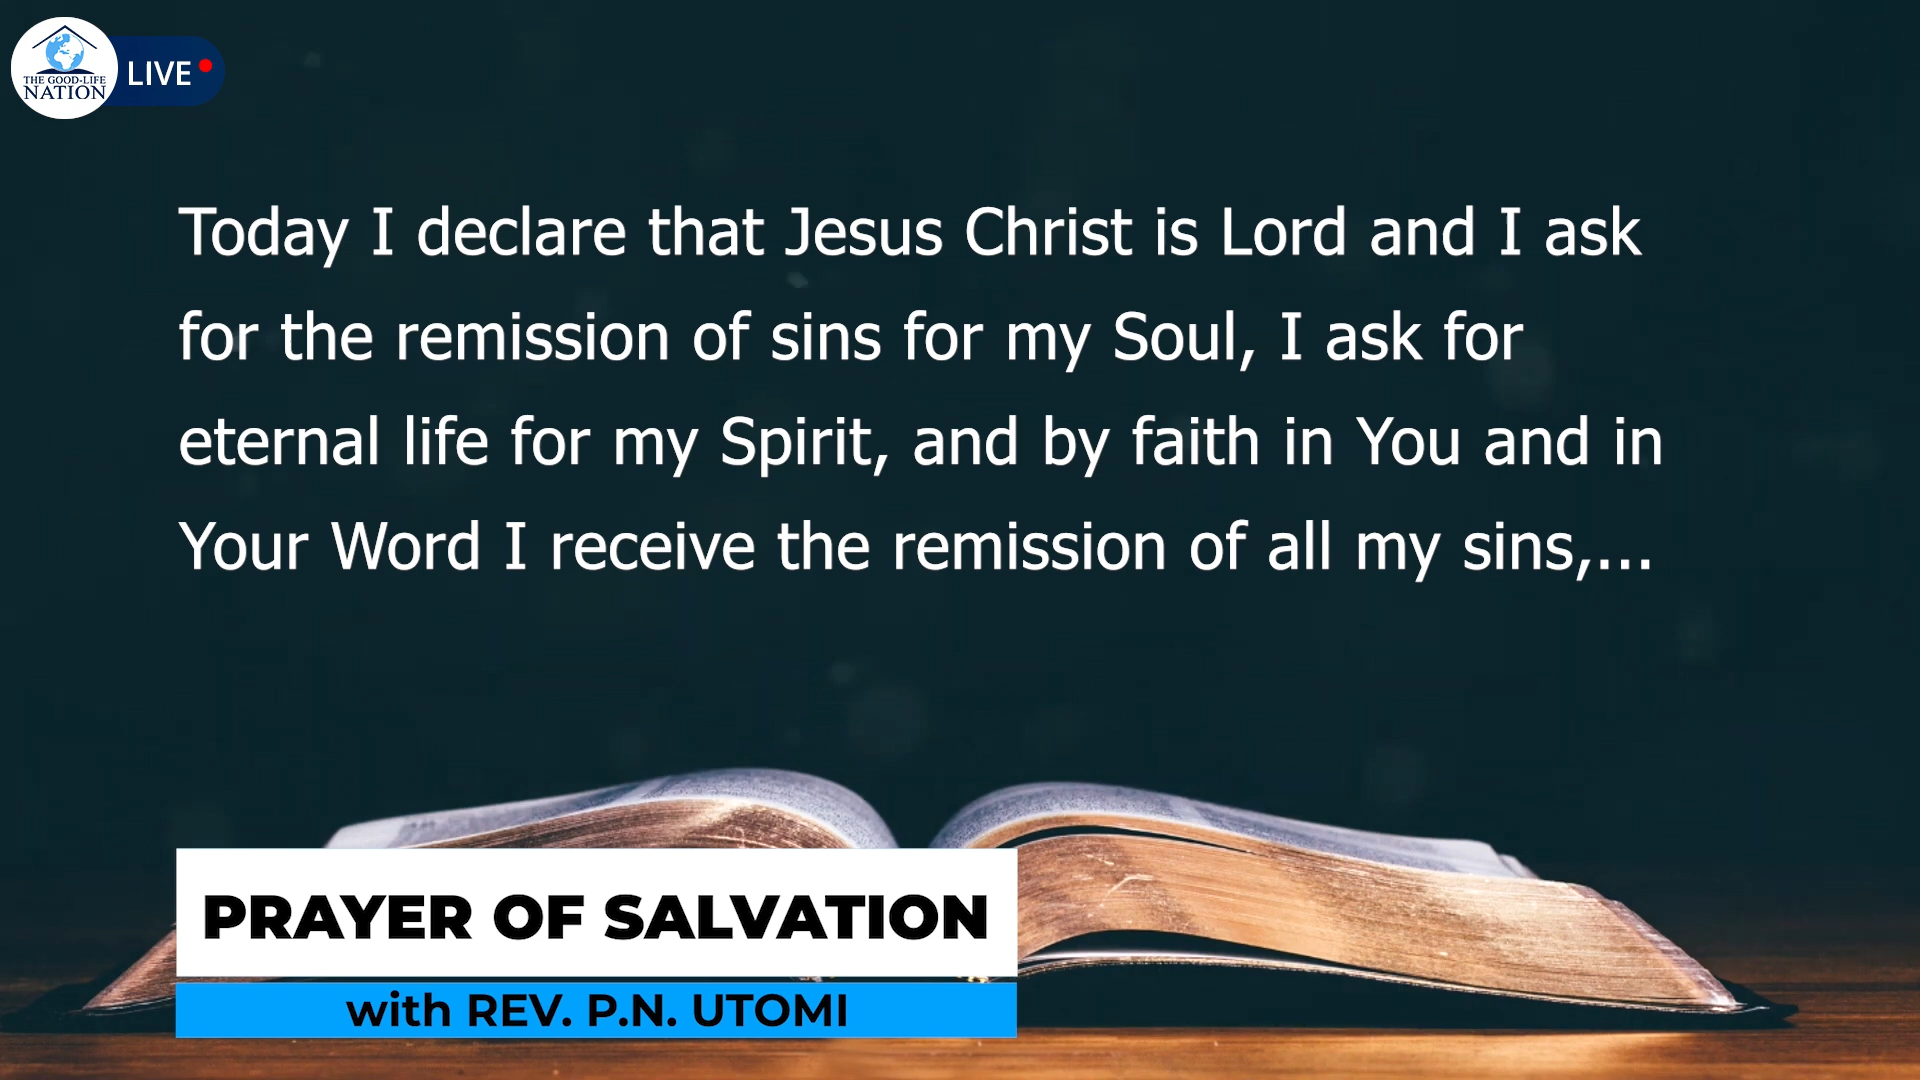 THE GOOD-LIFE
NATION
LIVE
Today I declare that Jesus Christ is Lord and I ask
for the remission of sins for my Soul, I ask for
eternal life for my Spirit, and by faith in You and in
Your Word I receive the remission of all my sins,...
PRAYER OF SALVATION
with REV. P.N. UTOMI